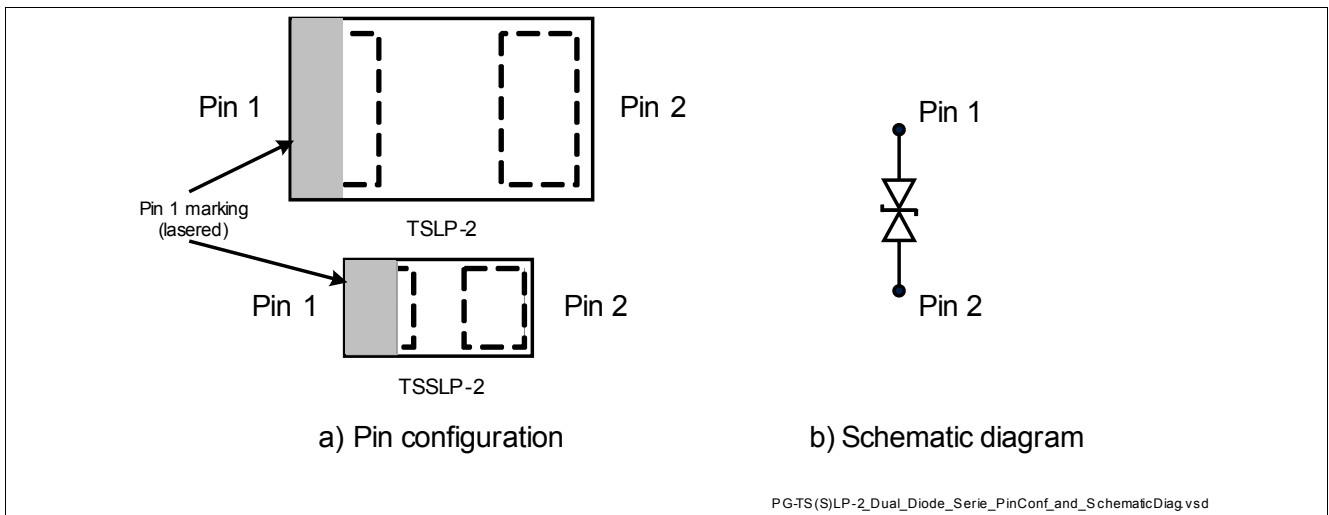 Pin 1
Pin 2
Pin 1 marking
(lasered)
TSLP-2
Pin 1
Pin 2
TSSLP-2
a) Pin configuration
Pin 1
Pin 2
b) Schematic diagram
PG-TS(S)LP-2_Dual_Diode_Serie_PinConf_and_SchematicDiag.vsd